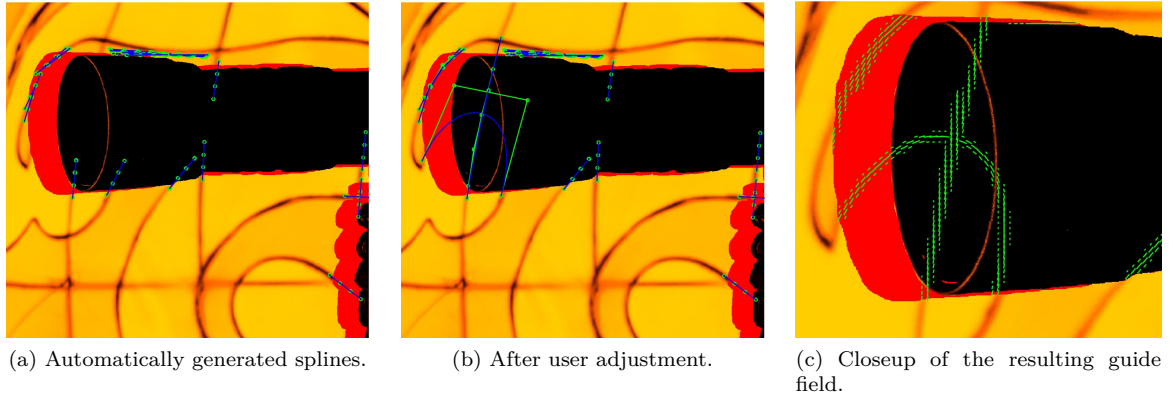 (a) Automatically generated splines.
(b) After user adjustment.
(c) Closeup of the resulting guide
field.